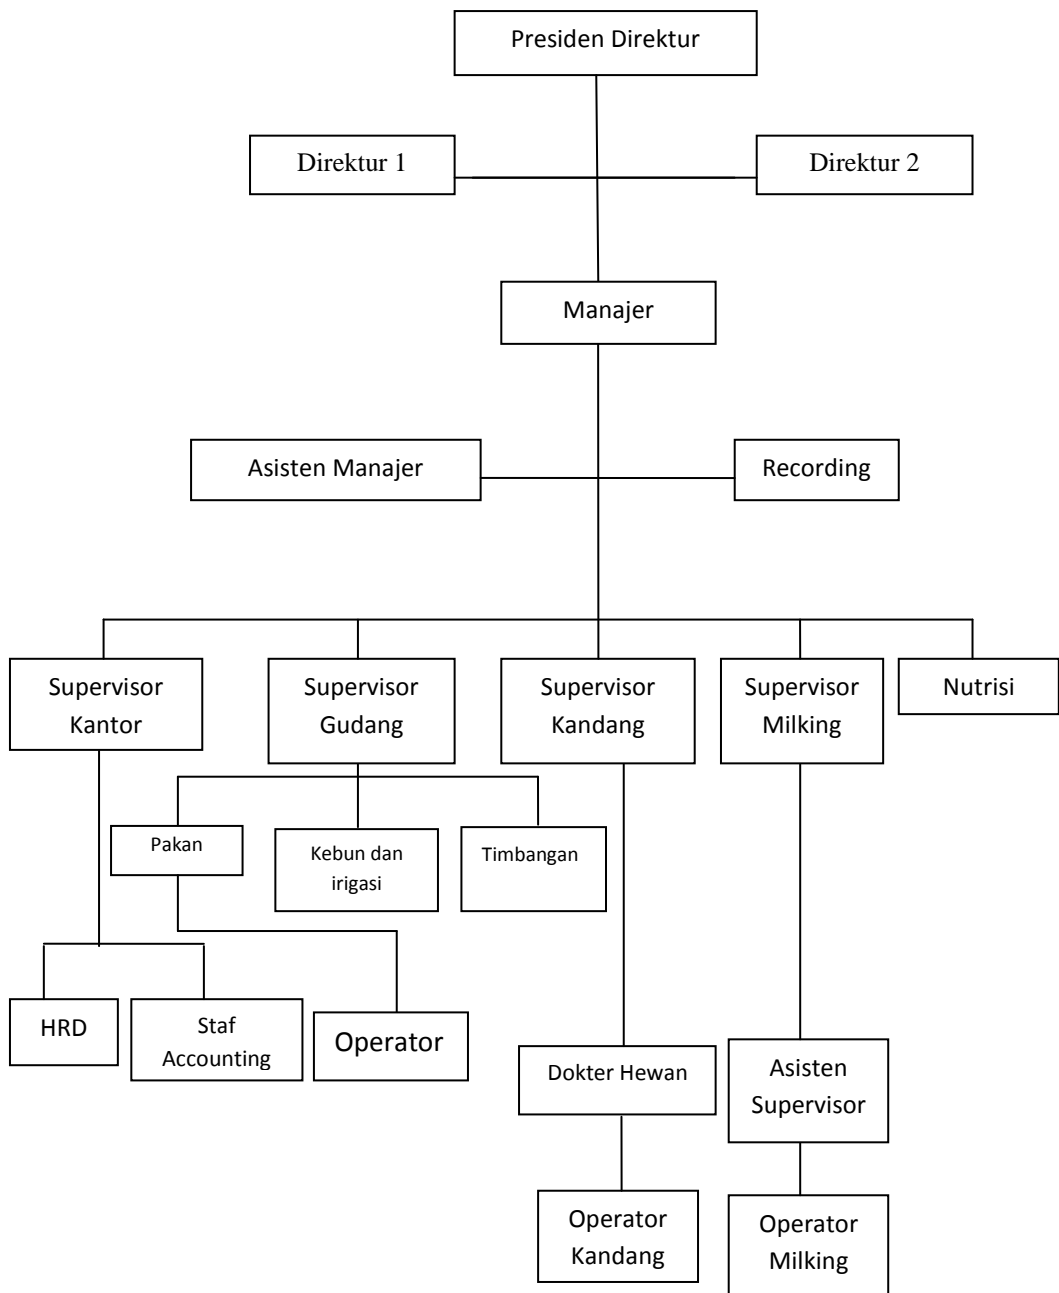 Presiden Direktur
Direktur 1
Direktur 2
Manajer
Asisten Manajer
Recording
Supervisor
Kantor
Supervisor
Gudang
Supervisor
Kandang
Supervisor
Milking
Nutrisi
Pakan
Kebun dan
irigasi
Timbangan
HRD
Staf
Accounting
Operator
Dokter Hewan
Asisten
Supervisor
Operator
Kandang
Operator
Milking